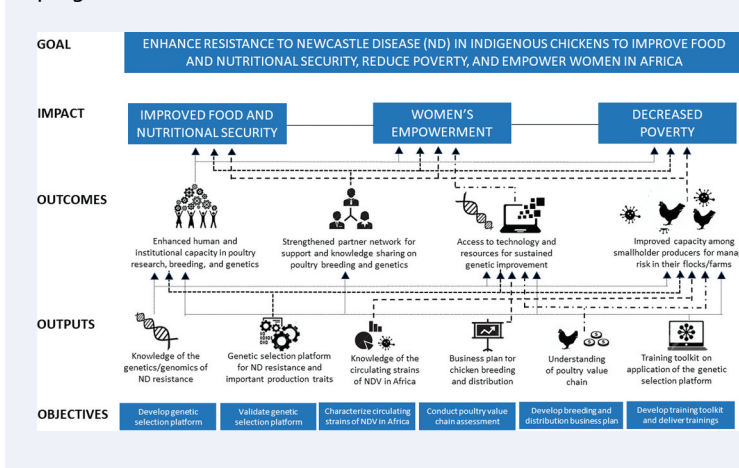 GOAL
ENHANCE RESISTANCE TO NEWCASTLE DISEASE (ND) IN INDIGENOUS CHICKENS TO IMPROVE FOOD
AND NUTRITIONAL SECURITY, REDUCE POVERTY, AND EMPOWER WOMEN IN AFRICA
IMPACT
IMPROVED FOOD AND
NUTRITIONAL SECURITY
WOMEN'S
EMPOWERMENT
DECREASED
POVERTY
OUTCOMES
Enhanced human and
institutional capacity in poultry
research, breeding, and genetics
Strengthened partner network for
support and knowledge sharing on
poultry breeding and genetics
Access to technology and
resources for sustained
genetic improvement
Improved capacity among
smallholder producers for mana
risk in their flocks/farms
OUTPUTS
Knowledge of the
genetics/genomics of
ND resistance
Genetic selection platform
for ND resistance and
important production traits
Knowledge of the
circulating strains
of NDV in Africa
Business plan for
chicken breeding
and distribution
Understanding
of poultry value
chain
Training toolkit on
application of the genetic
selection platform
OBJECTIVES
Develop genetic
selection platform
Validate genetic
selection platform
Characterize circulating
strains of NDV in Africa
Conduct poultry value
chain assessment
Develop breeding and
distribution business plan
Develop training toolkit
and deliver trainings